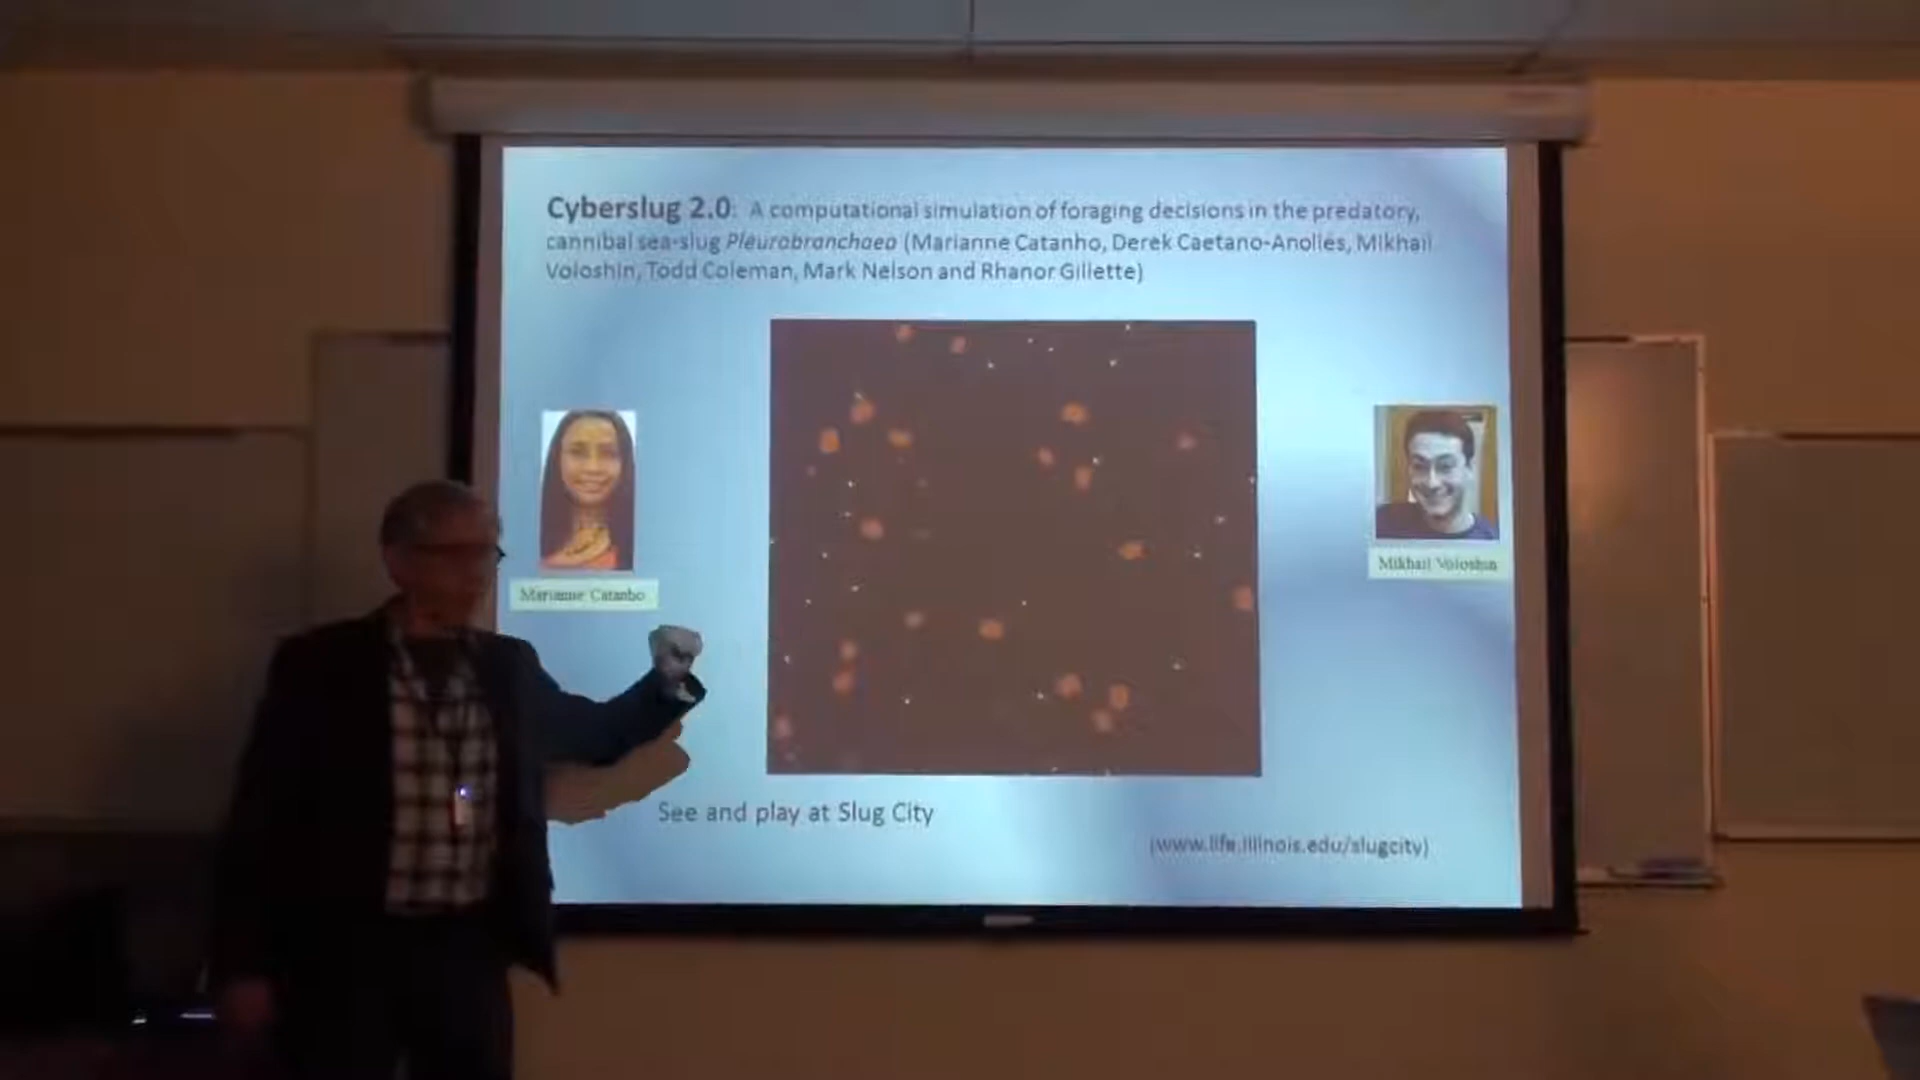 Cyberslug 2.0: A computational simulation of foraging decisions in the predatory,
cannibal sea-slug Pleurobranchaea (Marianne Catanho, Derek Caetano-Anolles, Mikhail
Voloshin, Todd Coleman, Mark Nelson and Rhanor Gillette)
Marianne Catanho
Mikhail Voloshin
See and play at Slug City
(www.life.illinois.edu/slugcity)